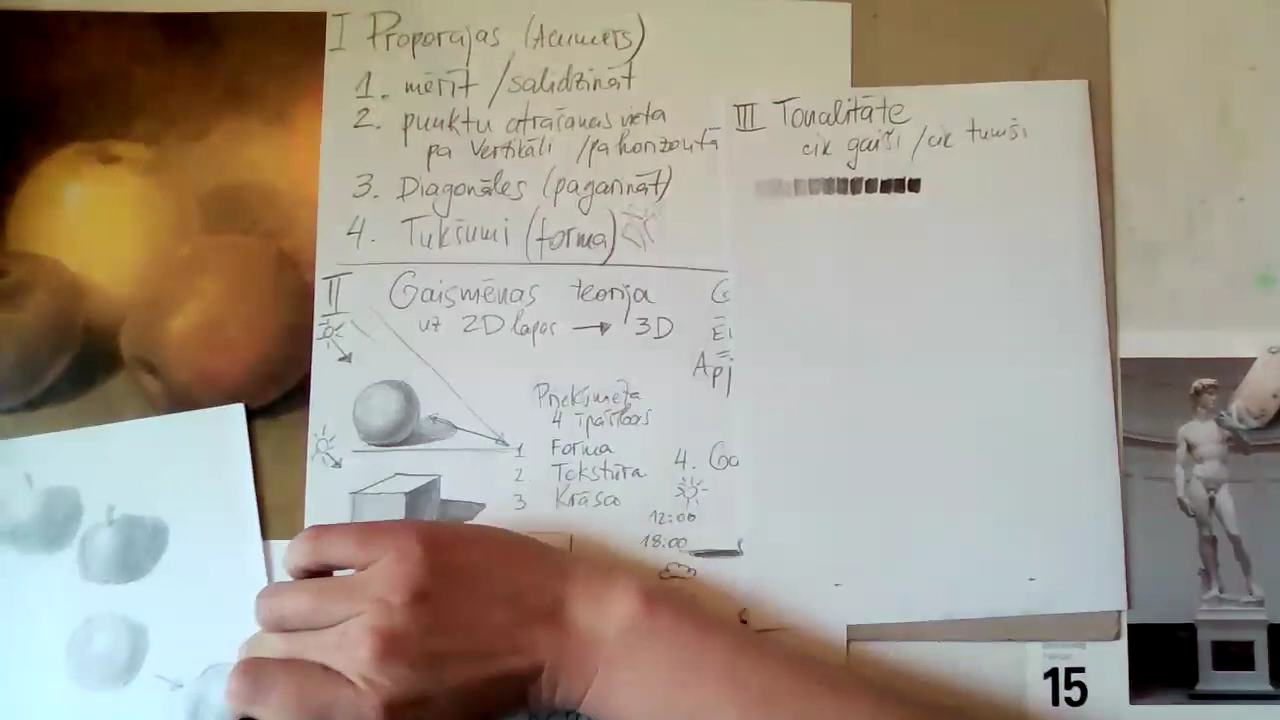 I Proporcijas
1. mērīt / salīdzināt
2. punktu atrašanās vieta
pa vertikāli / pa horizontā
3. Diagonāles (pagarināt)
4. Tukšumi (forma)
II Gaismēnas teorija
uz 2D lapas → 3D
Priekšmeta
4 īpašības
1 Forma
2. Tekstūra
3 Krāsa
4. Ga
12:00
18:00
III Tonalitāte
cik gaiši / cik tumši
15